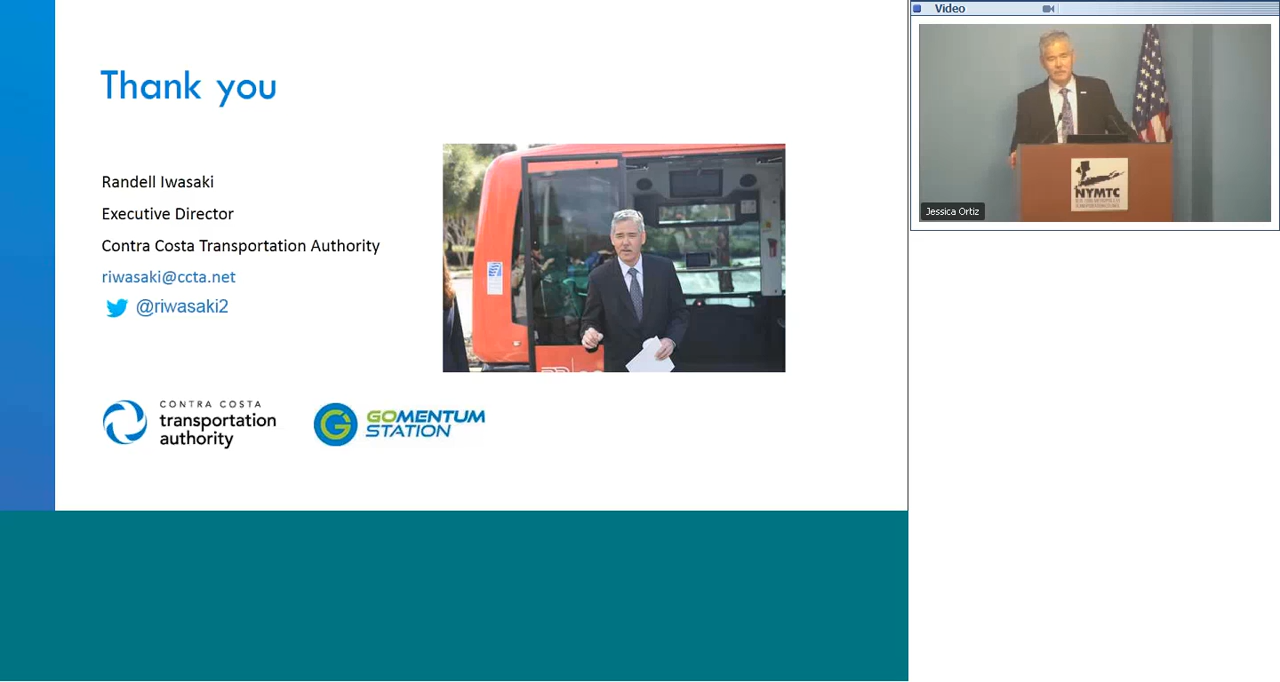 Thank you
Randell Iwasaki
Executive Director
Contra Costa Transportation Authority
riwasaki@ccta.net
@riwasaki2
CONTRA COSTA
transportation
authority
GOMENTUM
STATION
Video
NYMTC
Jessica Ortiz